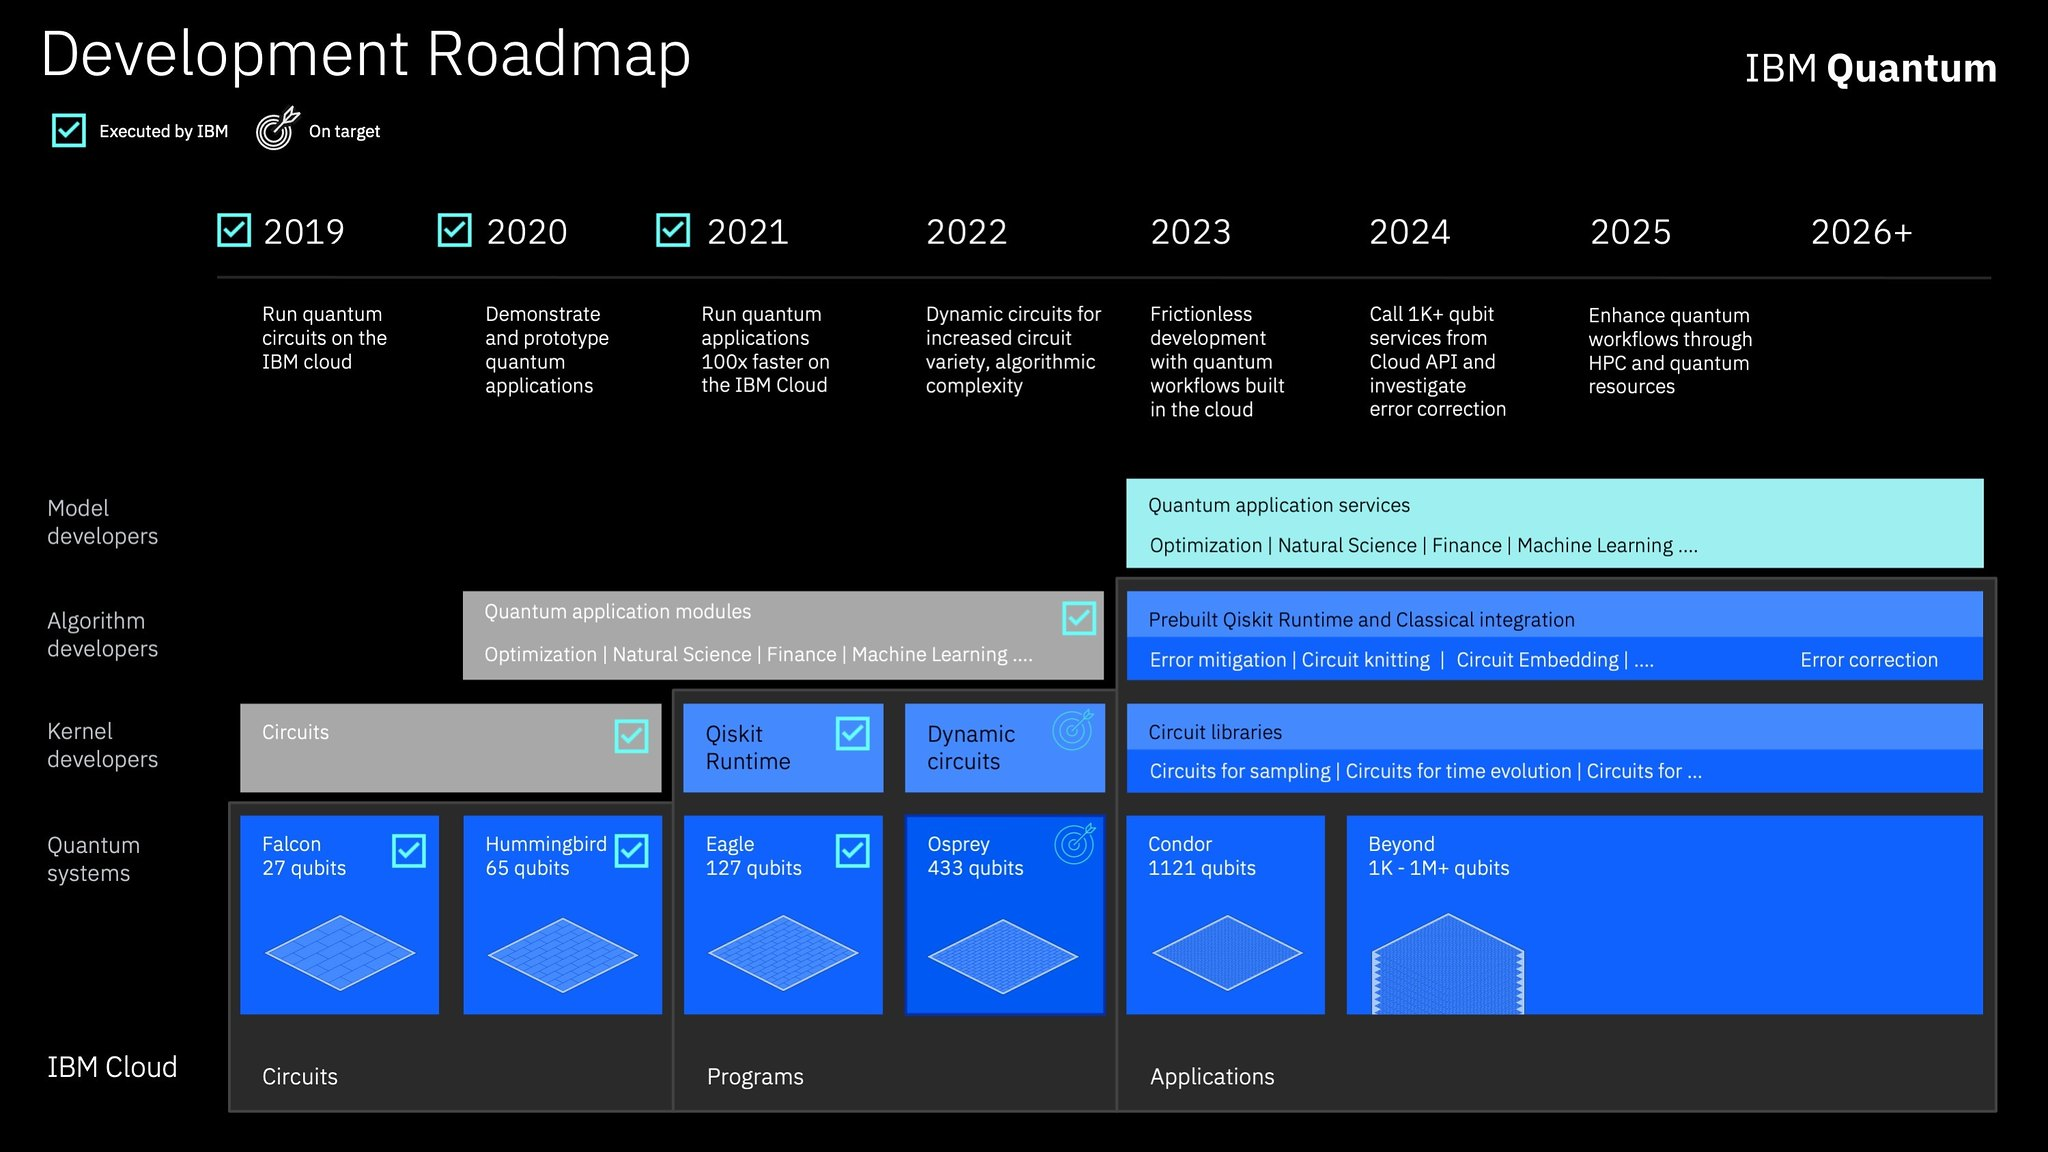 Development Roadmap
IBM Quantum
Executed by IBM
On target
2019
2020
2021
2022
2023
2024
2025
2026+
Run quantum
circuits on the
IBM cloud
Demonstrate
and prototype
quantum
applications
Run quantum
applications
100x faster on
the IBM Cloud
Dynamic circuits for
increased circuit
variety, algorithmic
complexity
Frictionless
development
with quantum
workflows built
in the cloud
Call 1K+ qubit
services from
Cloud API and
investigate
error correction
Enhance quantum
workflows through
HPC and quantum
resources
Model
developers
Quantum application services
Optimization | Natural Science | Finance | Machine Learning ....
Algorithm
developers
Quantum application modules
Optimization | Natural Science | Finance | Machine Learning ....
Prebuilt Qiskit Runtime and Classical integration
Error mitigation | Circuit knitting | Circuit Embedding | ....
Error correction
Kernel
developers
Circuits
Qiskit
Runtime
Dynamic
circuits
Circuit libraries
Circuits for sampling | Circuits for time evolution | Circuits for ...
Quantum
systems
Falcon
27 qubits
Hummingbird
65 qubits
Eagle
127 qubits
Osprey
433 qubits
Condor
1121 qubits
Beyond
1K - 1M+ qubits
IBM Cloud
Circuits
Programs
Applications